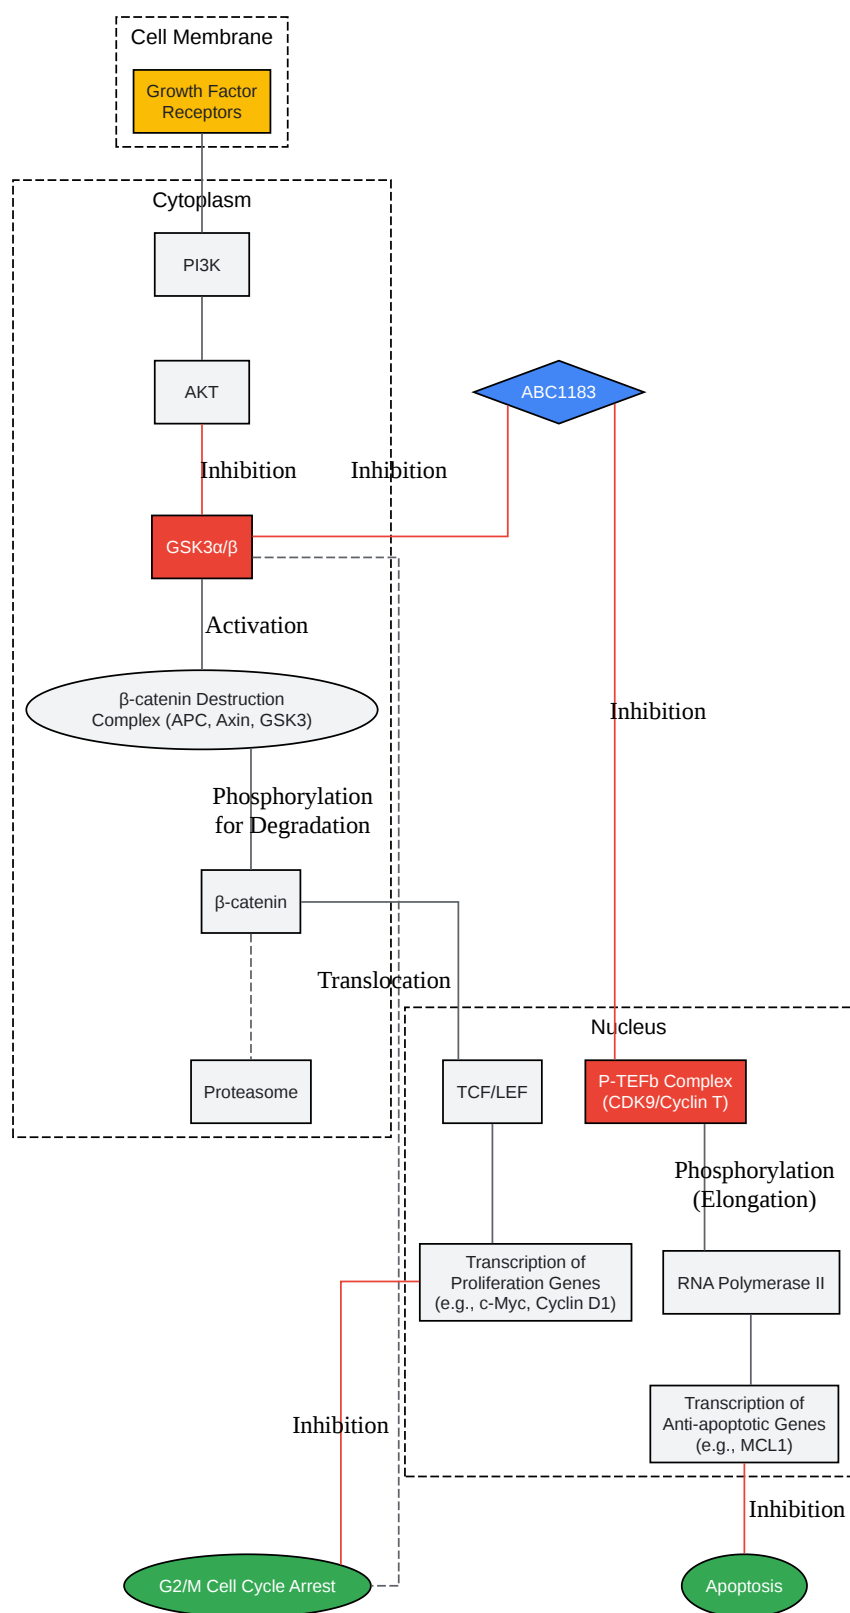 Cell Membrane
Growth Factor
Receptors
Cytoplasm
PI3K
AKT
ABC1183
Inhibition
Inhibition
GSK3α/β
Activation
β-catenin Destruction
Complex (APC, Axin, GSK3)
Inhibition
Phosphorylation
for Degradation
β-catenin
Translocation
Nucleus
Proteasome
TCF/LEF
P-TEFb Complex
(CDK9/Cyclin T)
Phosphorylation
(Elongation)
Transcription of
Proliferation Genes
(e.g., c-Myc, Cyclin D1)
RNA Polymerase II
Transcription of
Anti-apoptotic Genes
(e.g., MCL1)
Inhibition
Inhibition
G2/M Cell Cycle Arrest
Apoptosis